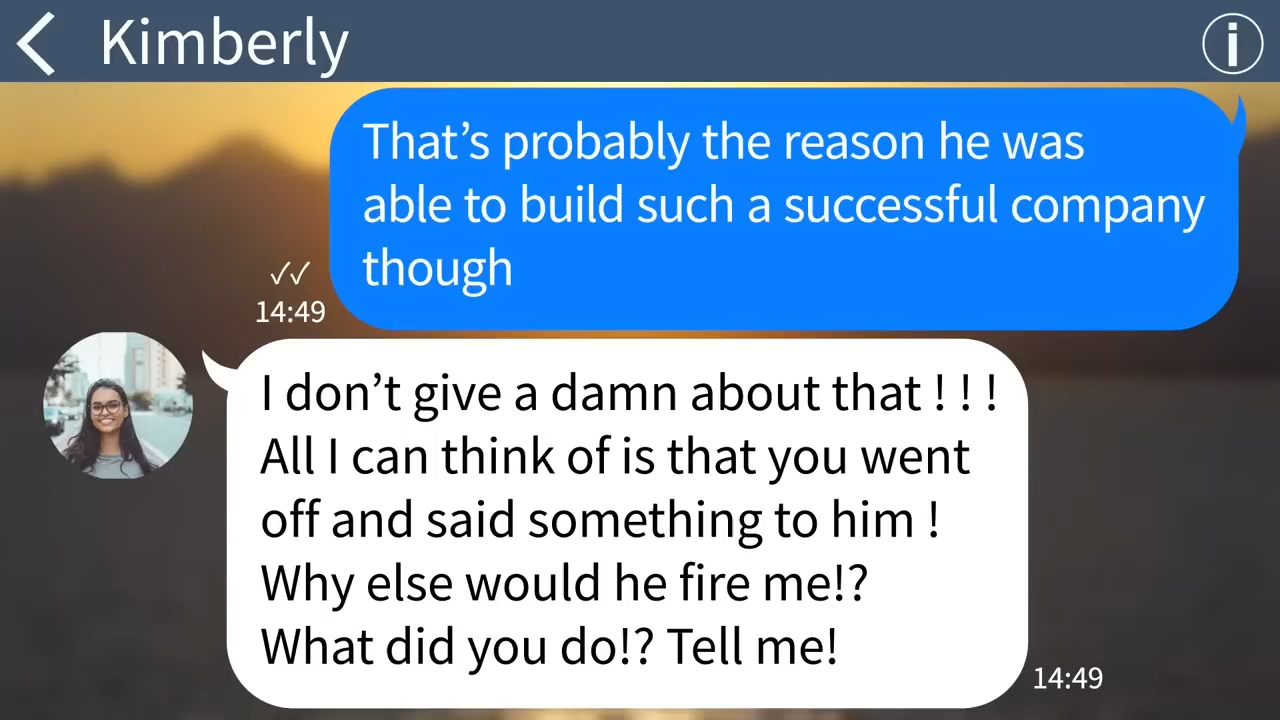 Kimberly
That’s probably the reason he was
able to build such a successful company
though
✓✓
14:49
I don’t give a damn about that ! ! !
All I can think of is that you went
off and said something to him !
Why else would he fire me!?
What did you do!? Tell me!
14:49